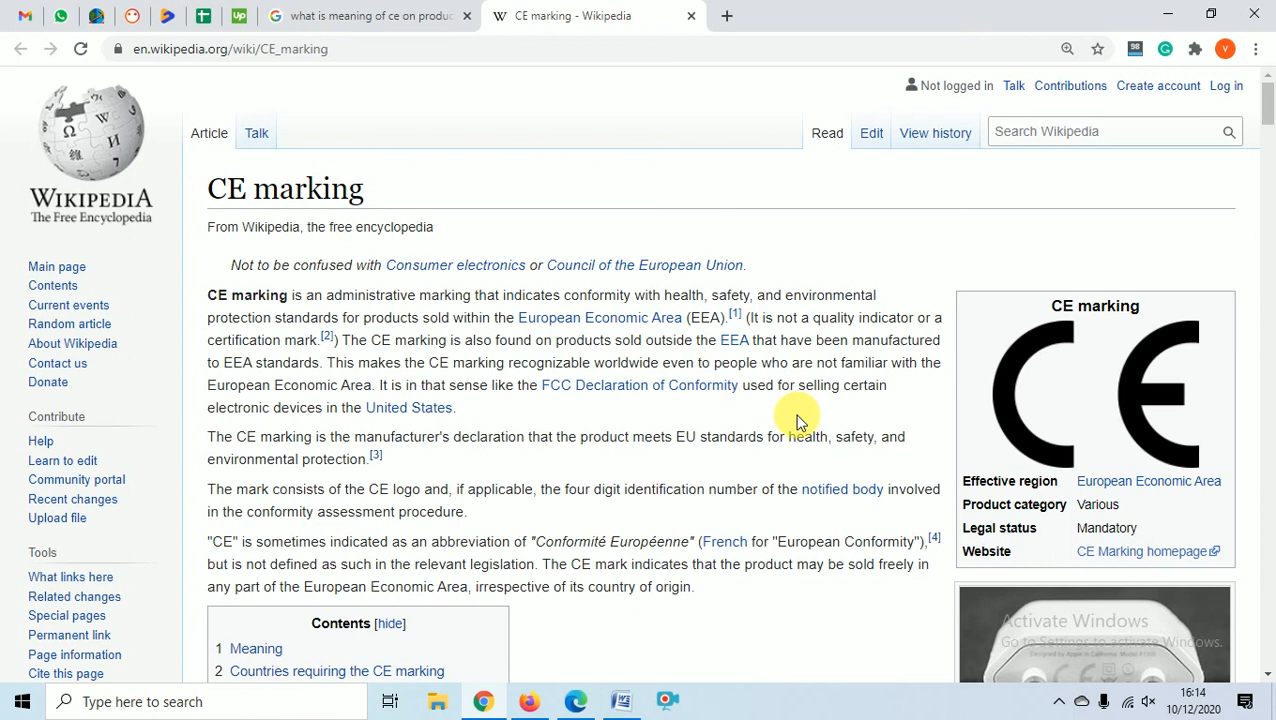 what is meaning of ce on produc
CE marking - Wikipedia
en.wikipedia.org/wiki/CE_marking
98
V
Not logged in Talk Contributions Create account Log in
Article Talk
Read Edit View history Search Wikipedia
WIKIPEDIA
The Free Encyclopedia
Main page
Contents
Current events
Random article
About Wikipedia
Contact us
Donate
Contribute
Help
Learn to edit
Community portal
Recent changes
Upload file
Tools
What links here
Related changes
Special pages
Permanent link
Page information
Cite this page
CE marking
From Wikipedia, the free encyclopedia
Not to be confused with Consumer electronics or Council of the European Union.
CE marking is an administrative marking that indicates conformity with health, safety, and environmental
protection standards for products sold within the European Economic Area (EEA).[1] (It is not a quality indicator or a
certification mark.[2]) The CE marking is also found on products sold outside the EEA that have been manufactured
to EEA standards. This makes the CE marking recognizable worldwide even to people who are not familiar with the
European Economic Area. It is in that sense like the FCC Declaration of Conformity used for selling certain
electronic devices in the United States.
The CE marking is the manufacturer's declaration that the product meets EU standards for health, safety, and
environmental protection.[3]
The mark consists of the CE logo and, if applicable, the four digit identification number of the notified body involved
in the conformity assessment procedure.
"CE" is sometimes indicated as an abbreviation of "Conformité Européenne" (French for "European Conformity"),[4]
but is not defined as such in the relevant legislation. The CE mark indicates that the product may be sold freely in
any part of the European Economic Area, irrespective of its country of origin.
Contents [hide]
1 Meaning
2 Countries requiring the CE marking
CE marking
CE
Effective region European Economic Area
Product category Various
Legal status Mandatory
Website CE Marking homepage
Activate Windows
Go to Settings to activate Windows.
Type here to search
16:14
10/12/2020